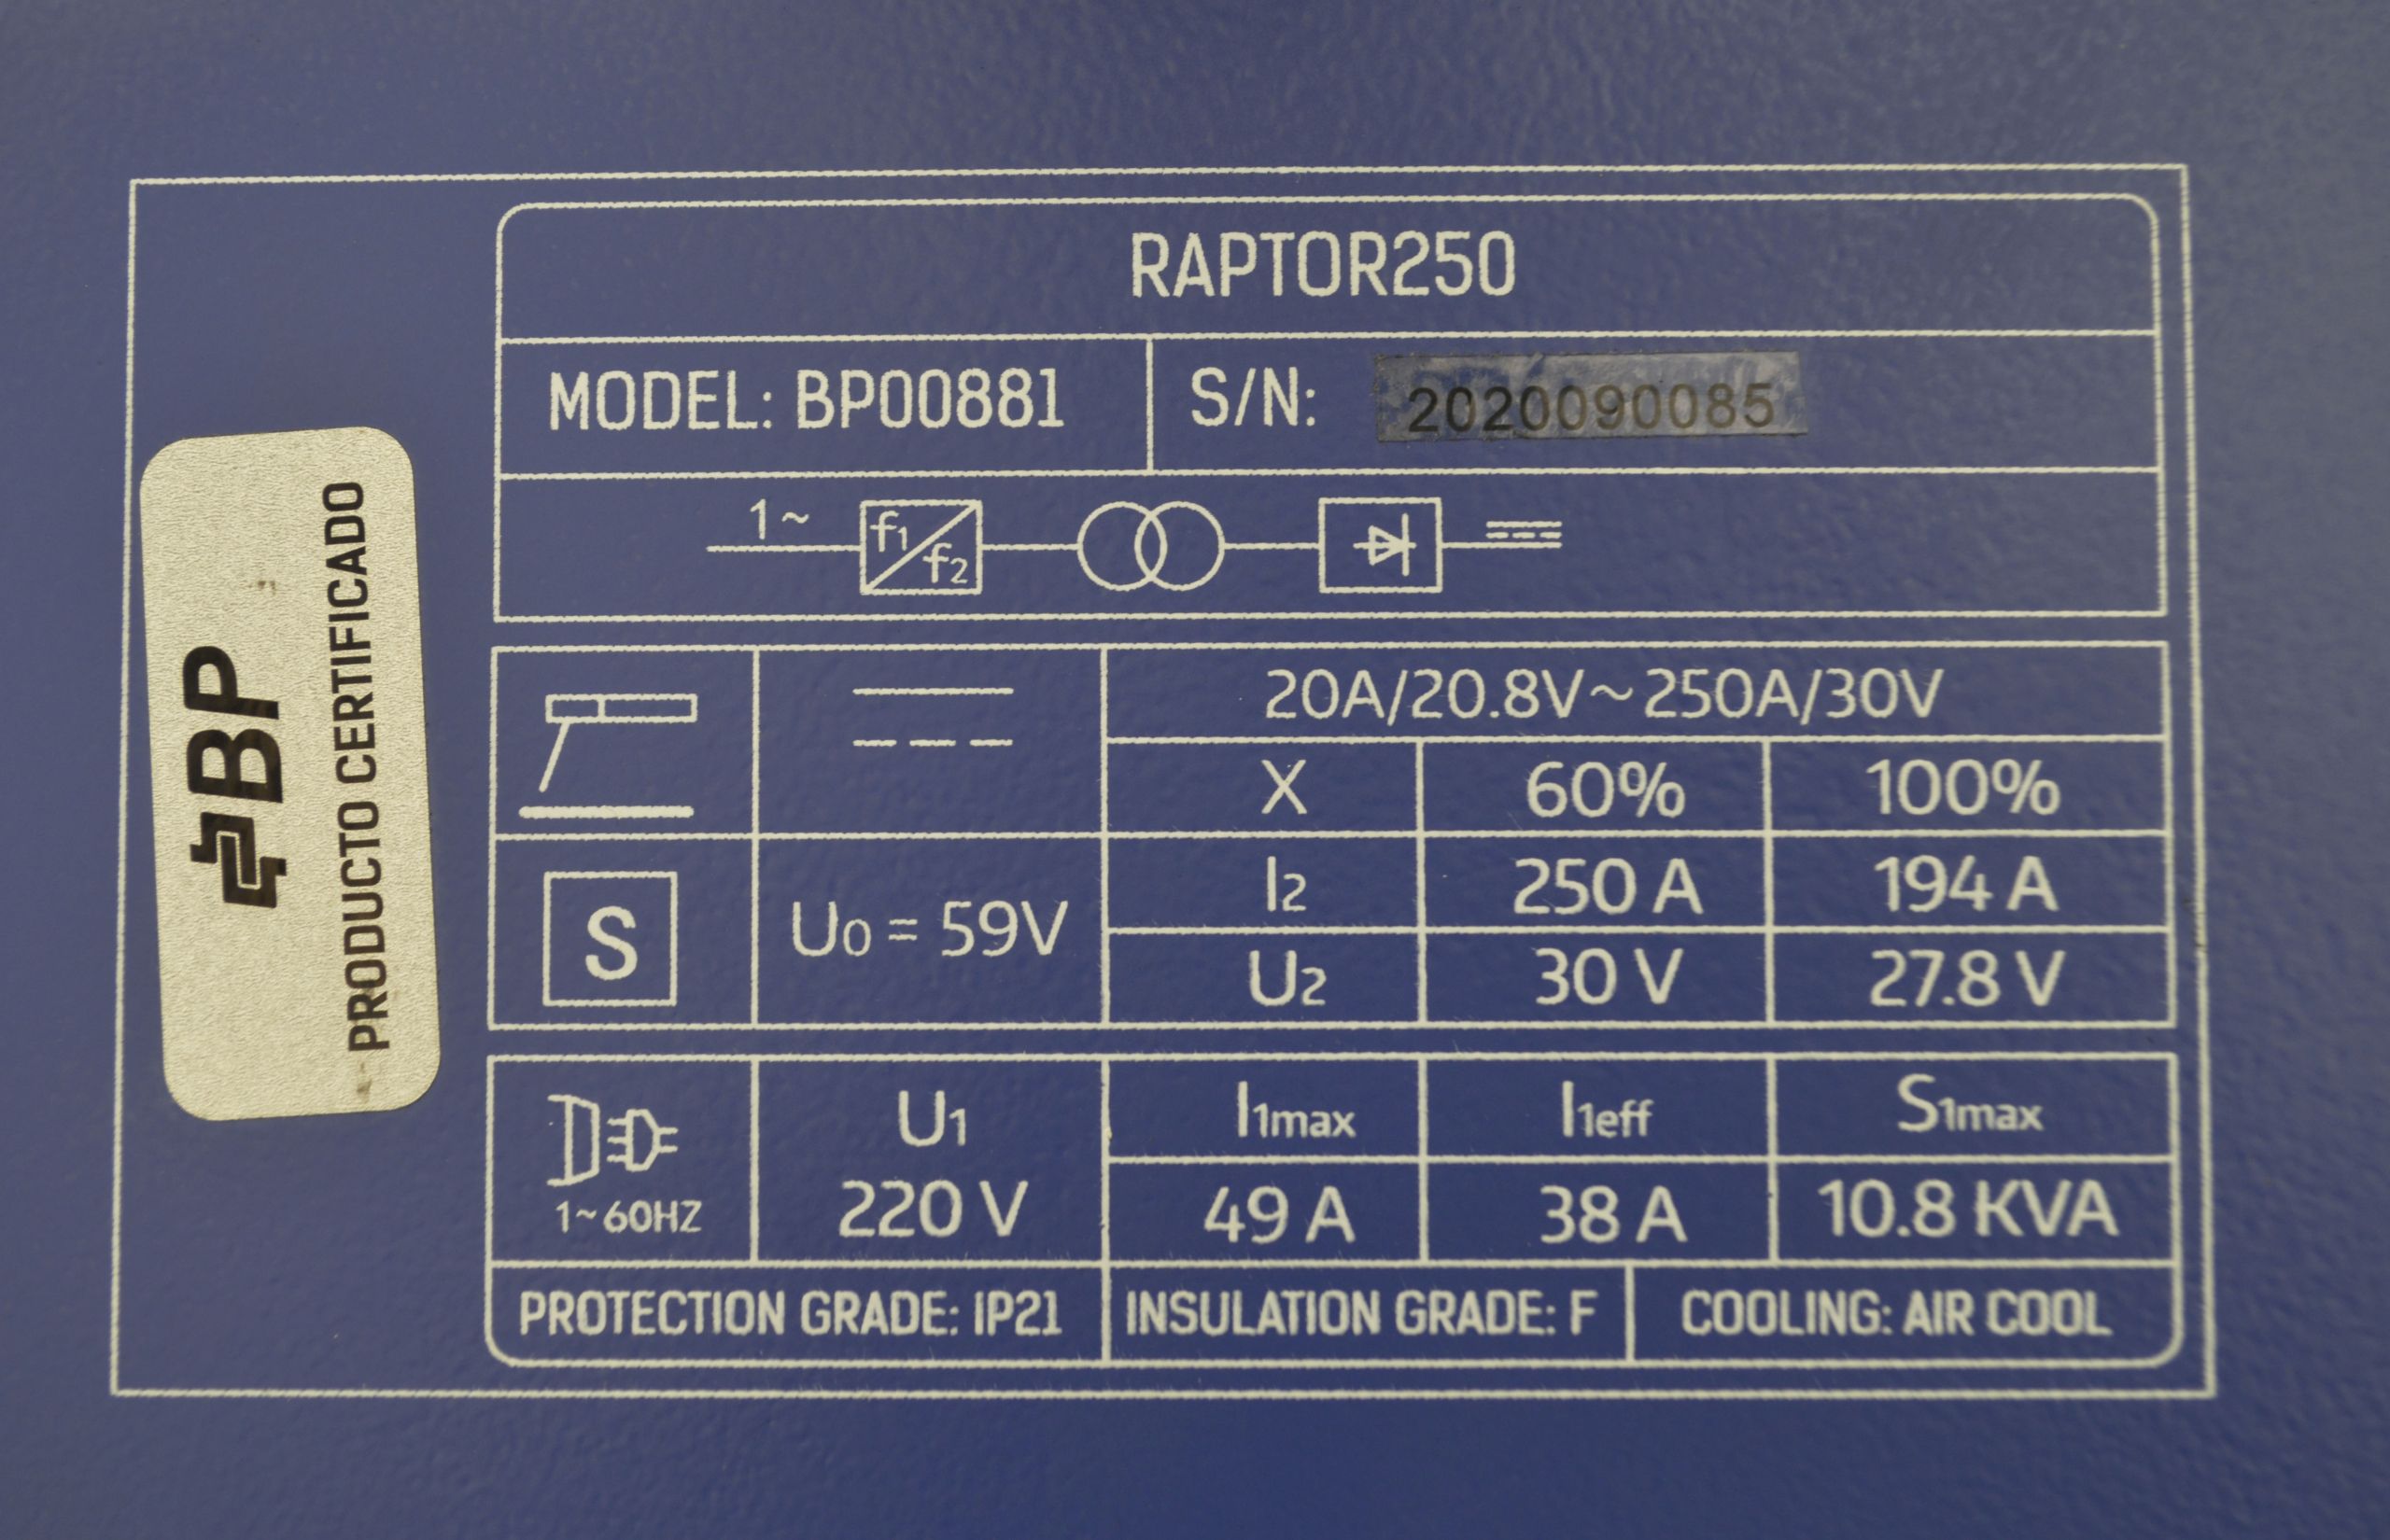 RAPTOR250
MODEL: BP00881
S/N: 2020090085
1~ f1/f2
20A/20.8V~250A/30V
X 60% 100%
S
U0 = 59V
I2 250 A 194 A
U2 30 V 27.8 V
1~60HZ
U1
220 V
I1max I1eff S1max
49 A 38 A 10.8 KVA
PROTECTION GRADE: IP21
INSULATION GRADE: F
COOLING: AIR COOL
BP
PRODUCTO CERTIFICADO